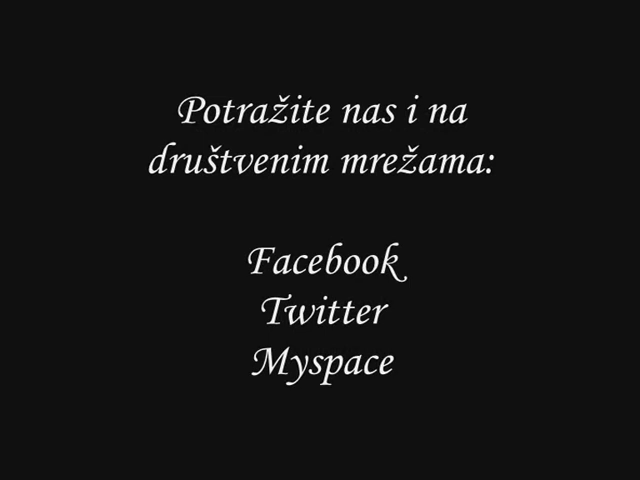 Potražite nas i na
društvenim mrežama:
Facebook
Twitter
Myspace